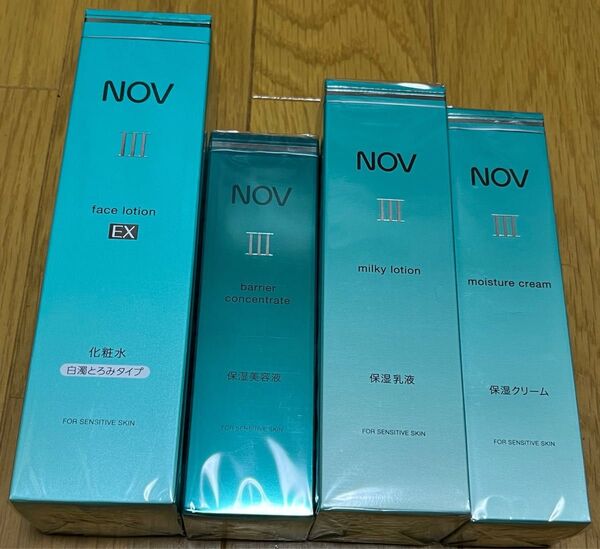 NOV
III
face lotion
EX
化粧水
白濁とろみタイプ
FOR SENSITIVE SKIN
NOV
III
barrier
concentrate
保湿美容液
FOR SENSITIVE SKIN
NOV
III
milky lotion
保湿乳液
FOR SENSITIVE SKIN
NOV
III
moisture cream
保湿クリーム
FOR SENSITIVE SKIN